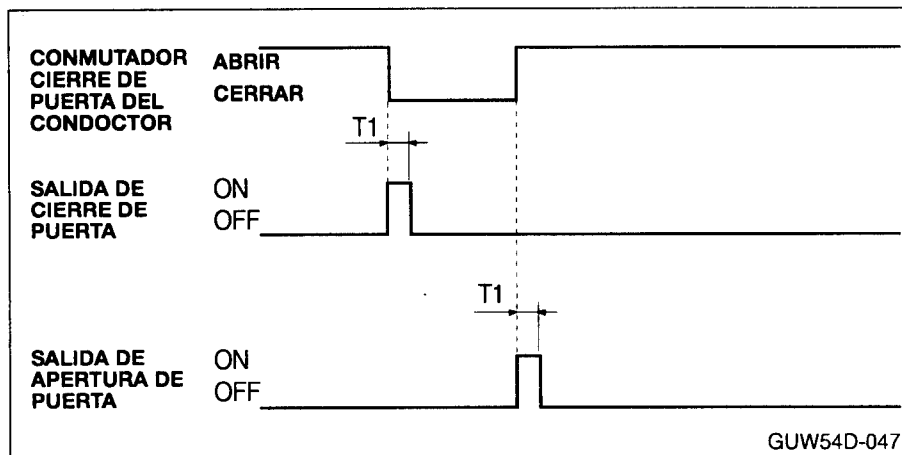 CONMUTADOR
CIERRE DE
PUERTA DEL
CONDOCTOR
ABRIR
CERRAR
T1
SALIDA DE
CIERRE DE
PUERTA
ON
OFF
T1
SALIDA DE
APERTURA DE
PUERTA
ON
OFF
GUW54D-047